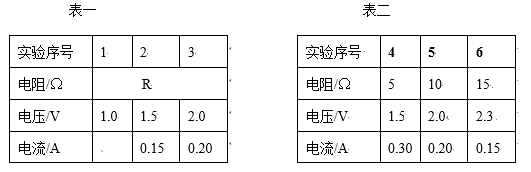 表一
实验序号 1 2 3
电阻/Ω R
电压/V 1.0 1.5 2.0
电流/A 0.15 0.20
表二
实验序号 4 5 6
电阻/Ω 5 10 15
电压/V 1.5 2.0 2.3
电流/A 0.30 0.20 0.15